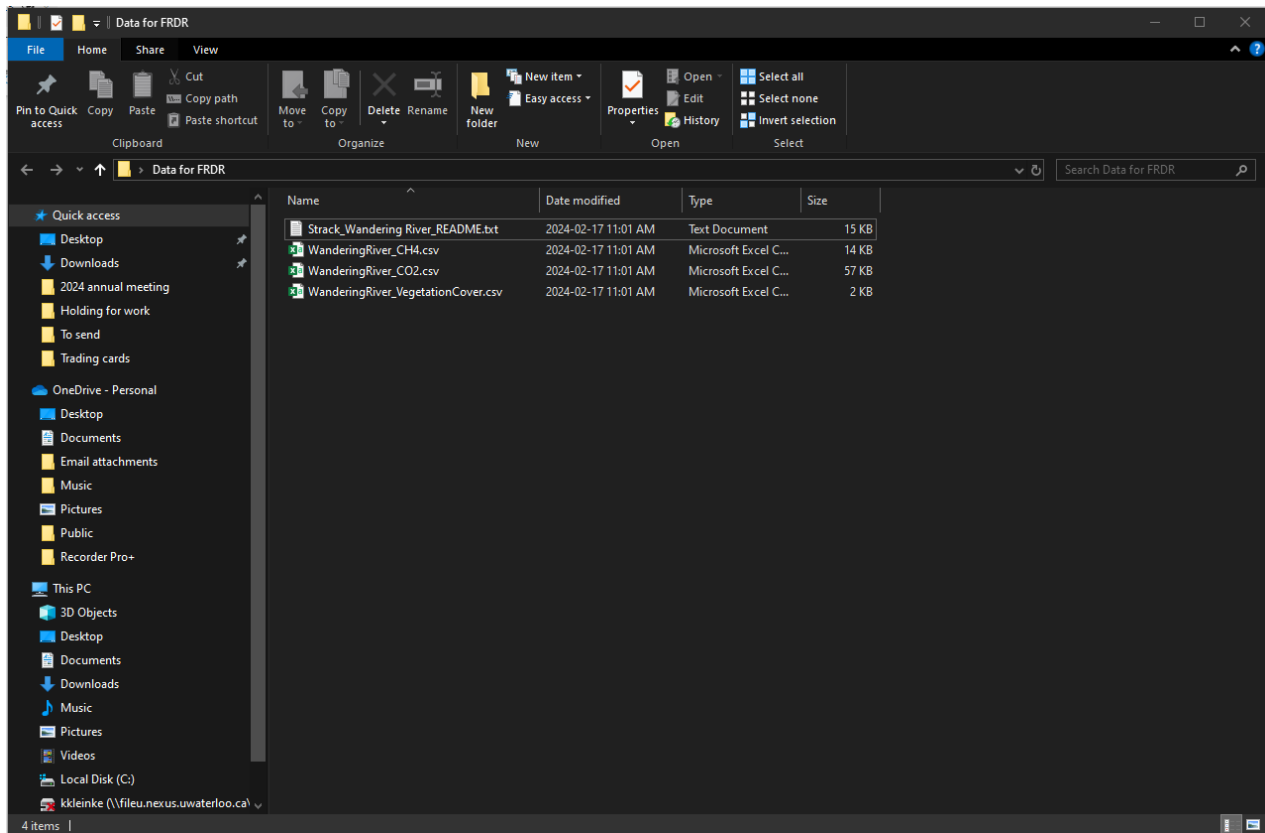 Data for FRDR
File Home Share View
Pin to Quick access
Copy
Paste
Cut
Copy path
Paste shortcut
Move to
Copy to
Delete
Rename
New folder
New item
Easy access
Properties
Open
Edit
History
Select all
Select none
Invert selection
Clipboard Organize New Open Select
Data for FRDR
Search Data for FRDR
Name Date modified Type Size
Strack_Wandering River_README.txt 2024-02-17 11:01 AM Text Document 15 KB
WanderingRiver_CH4.csv 2024-02-17 11:01 AM Microsoft Excel C... 14 KB
WanderingRiver_CO2.csv 2024-02-17 11:01 AM Microsoft Excel C... 57 KB
WanderingRiver_VegetationCover.csv 2024-02-17 11:01 AM Microsoft Excel C... 2 KB
Quick access
Desktop
Downloads
2024 annual meeting
Holding for work
To send
Trading cards
OneDrive - Personal
Desktop
Documents
Email attachments
Music
Pictures
Public
Recorder Pro+
This PC
3D Objects
Desktop
Documents
Downloads
Music
Pictures
Videos
Local Disk (C:)
kkleinke (\\fileu.nexus.uwaterloo.ca\
4 items